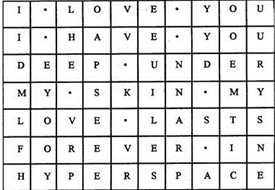 I • LOVE • YOU
I • HAVE • YOU
DEEP • UNDER
MY • SKIN • MY
LOVE • LASTS
FOREVER • IN
HYPERSPACE